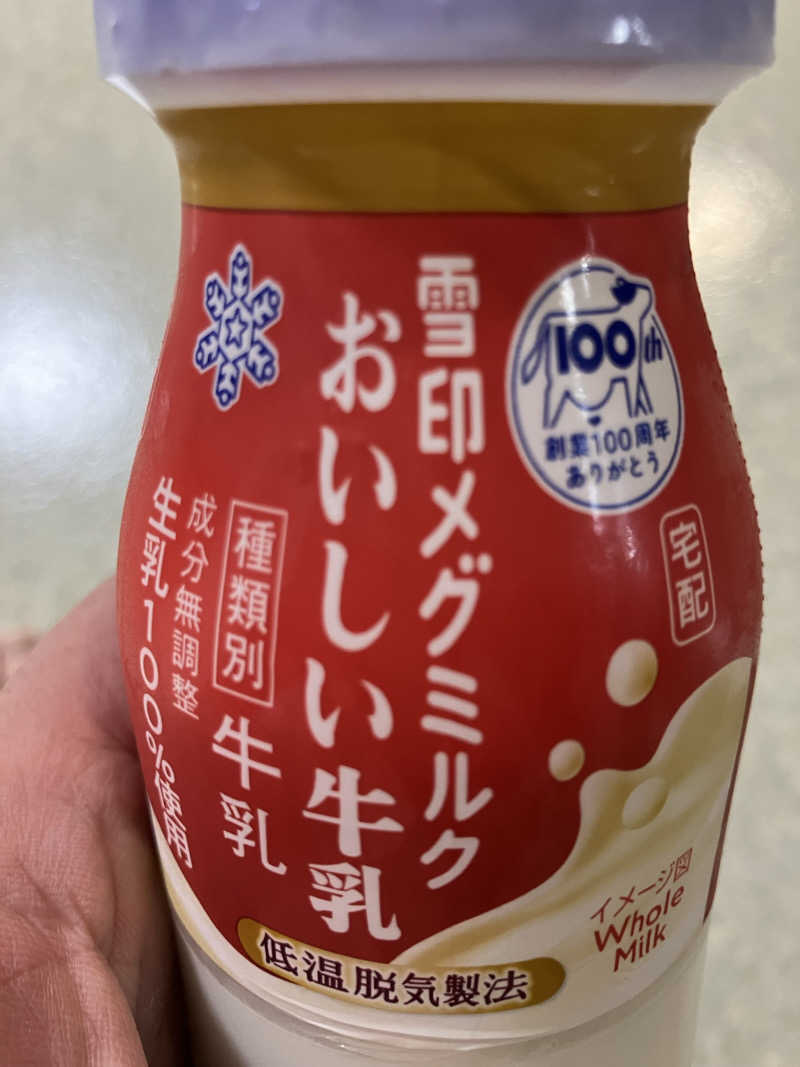 雪印メグミルク
おいしい牛乳
種類別
牛乳
成分無調整
生乳100%使用
100th
創業100周年
ありがとう
宅配
イメージ図
Whole
Milk
低温脱気製法